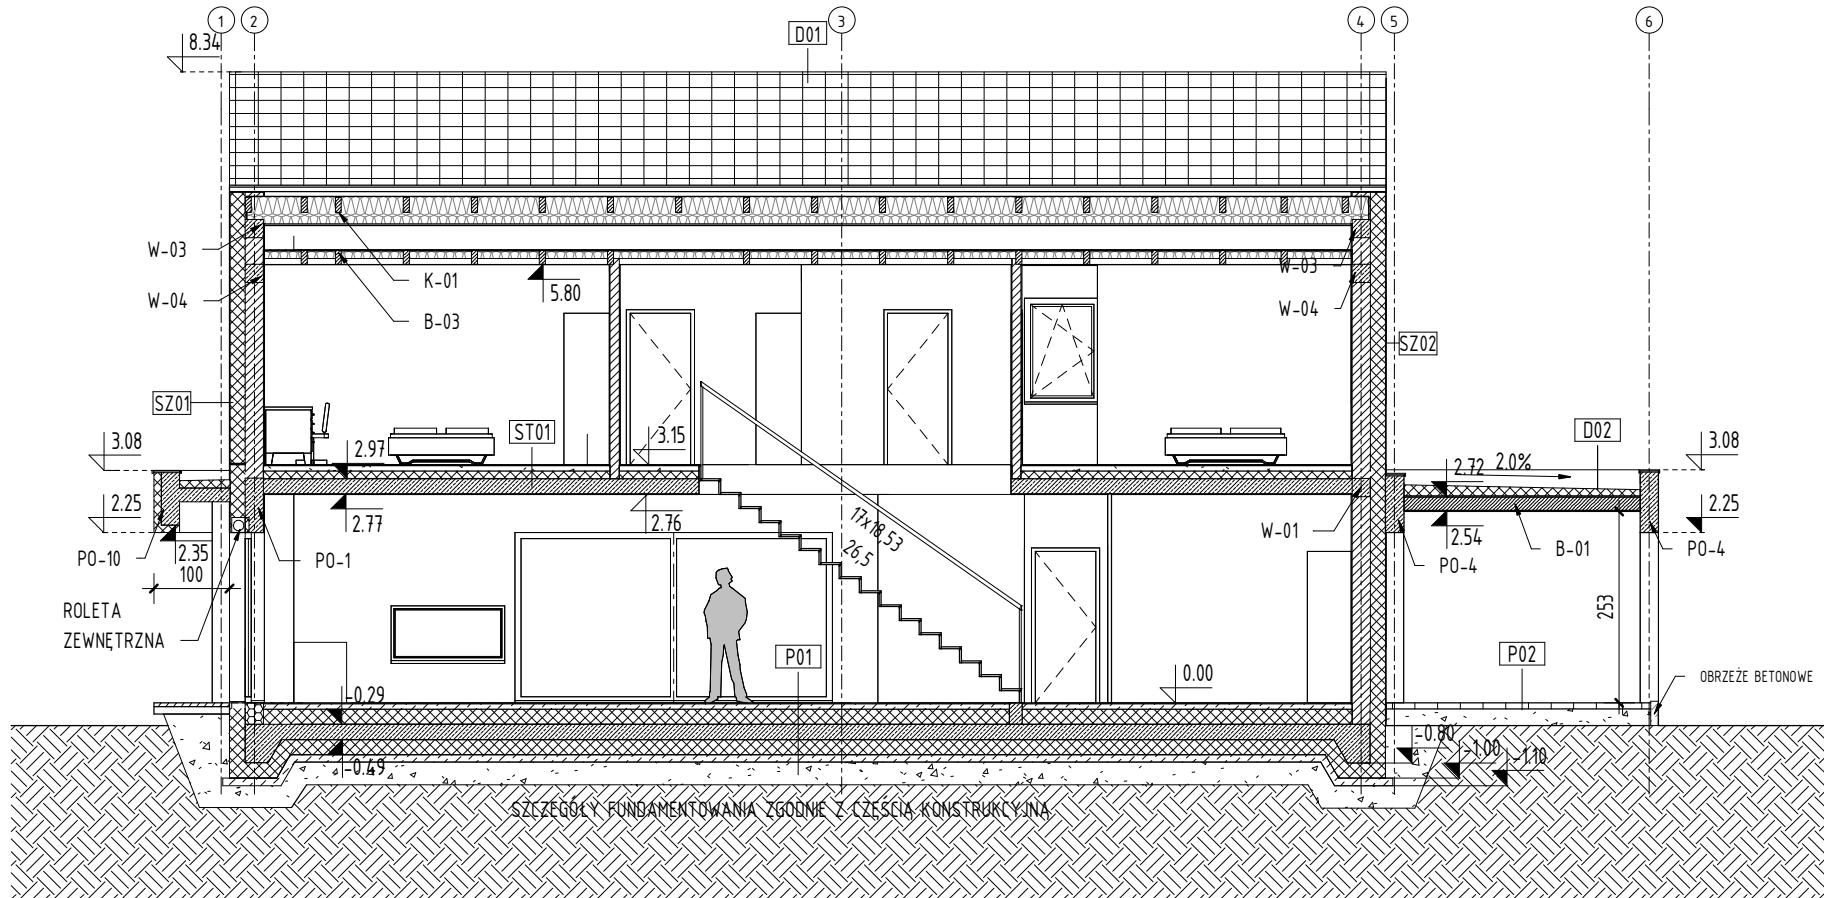 1
2
3
4
5
6
8.34
D01
W-03
W-04
K-01
B-03
5.80
W-03
W-04
SZ02
SZ01
ST01
3.08
2.97
3.15
D02
3.08
2.72
2.0%
2.25
2.77
2.76
17x18,53
26,5
W-01
2.54
B-01
2.25
PO-10
2.35
PO-1
PO-4
PO-4
100
ROLETA
ZEWNĘTRZNA
253
P01
P02
0.00
OBRZEŻE BETONOWE
-0.29
-0.49
-0.80
-1.00
-1.10
SZCZEGÓŁY FUNDAMENTOWANIA ZGODNIE Z CZĘŚCIĄ KONSTRUKCYJNĄ